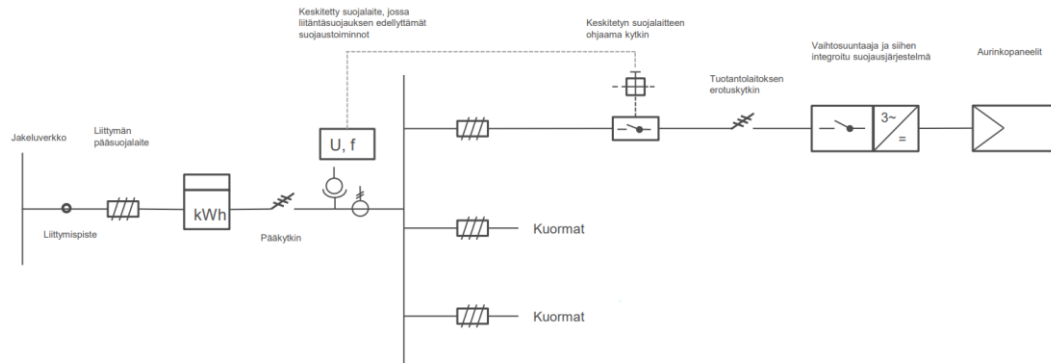 Keskitetty suojalaite, jossa
liitäntäsuojauksen edellyttämät
suojaustoiminnot
Keskitetyn suojalaitteen
ohjaama kytkin
Vaihtosuuntaaja ja siihen
integroitu suojausjärjestelmä
Aurinkopaneelit
Tuotantolaitoksen
erotuskytkin
Jakeluverkko
Liittymän
pääsuojalaite
U, f
3~
=
kWh
Liittymispiste
Pääkytkin
Kuormat
Kuormat